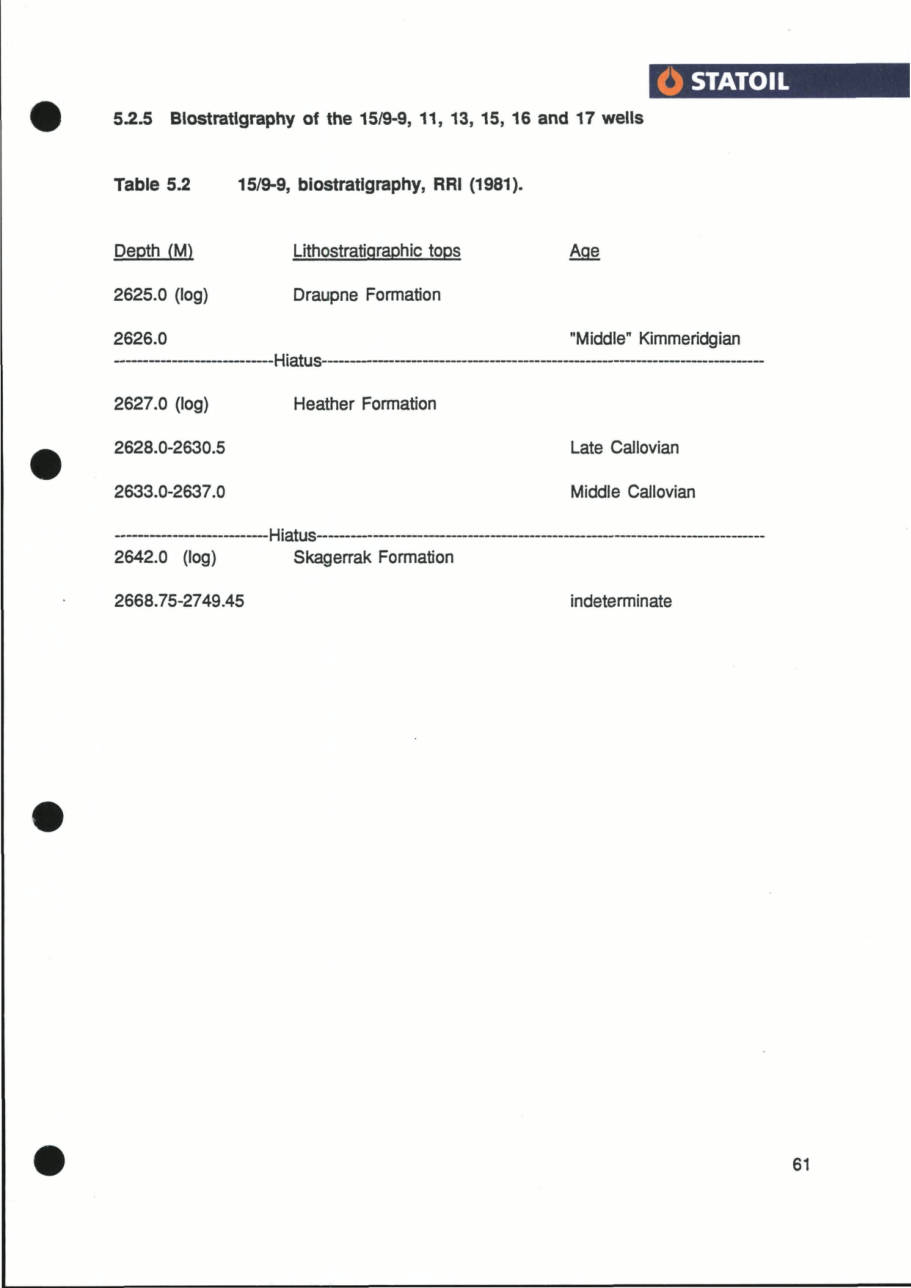 STATOIL
5.2.5 Biostratigraphy of the 15/9-9, 11, 13, 15, 16 and 17 wells
Table 5.2 15/9-9, biostratigraphy, RRI (1981).
Depth (M) Lithostratigraphic tops Age
2625.0 (log) Draupne Formation
2626.0 "Middle" Kimmeridgian
---------------------------Hiatus---------------------------------------------------------------------------
2627.0 (log) Heather Formation
2628.0-2630.5 Late Callovian
2633.0-2637.0 Middle Callovian
--------------------------Hiatus----------------------------------------------------------------------------
2642.0 (log) Skagerrak Formation
2668.75-2749.45 indeterminate
61